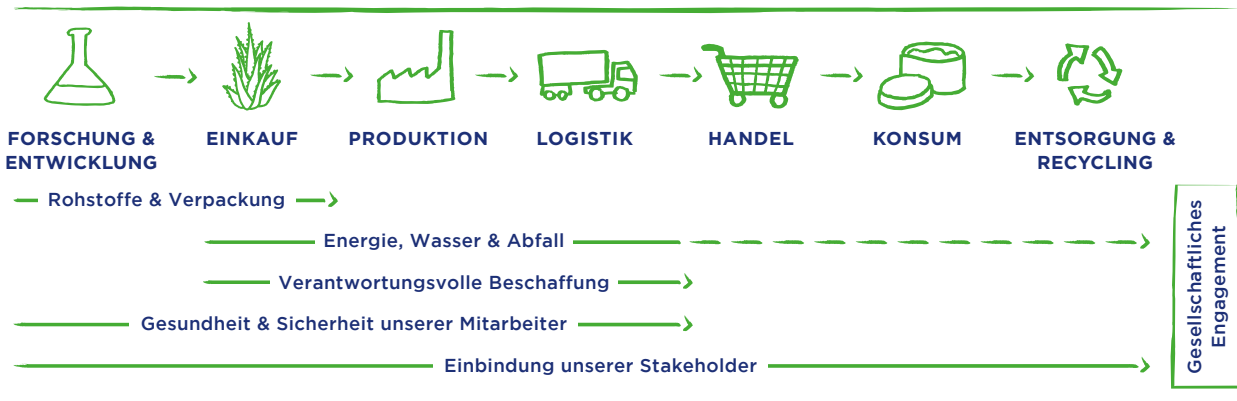 FORSCHUNG &
ENTWICKLUNG
EINKAUF
PRODUKTION
LOGISTIK
HANDEL
KONSUM
ENTSORGUNG &
RECYCLING
Rohstoffe & Verpackung
Energie, Wasser & Abfall
Verantwortungsvolle Beschaffung
Gesundheit & Sicherheit unserer Mitarbeiter
Einbindung unserer Stakeholder
Gesellschaftliches
Engagement